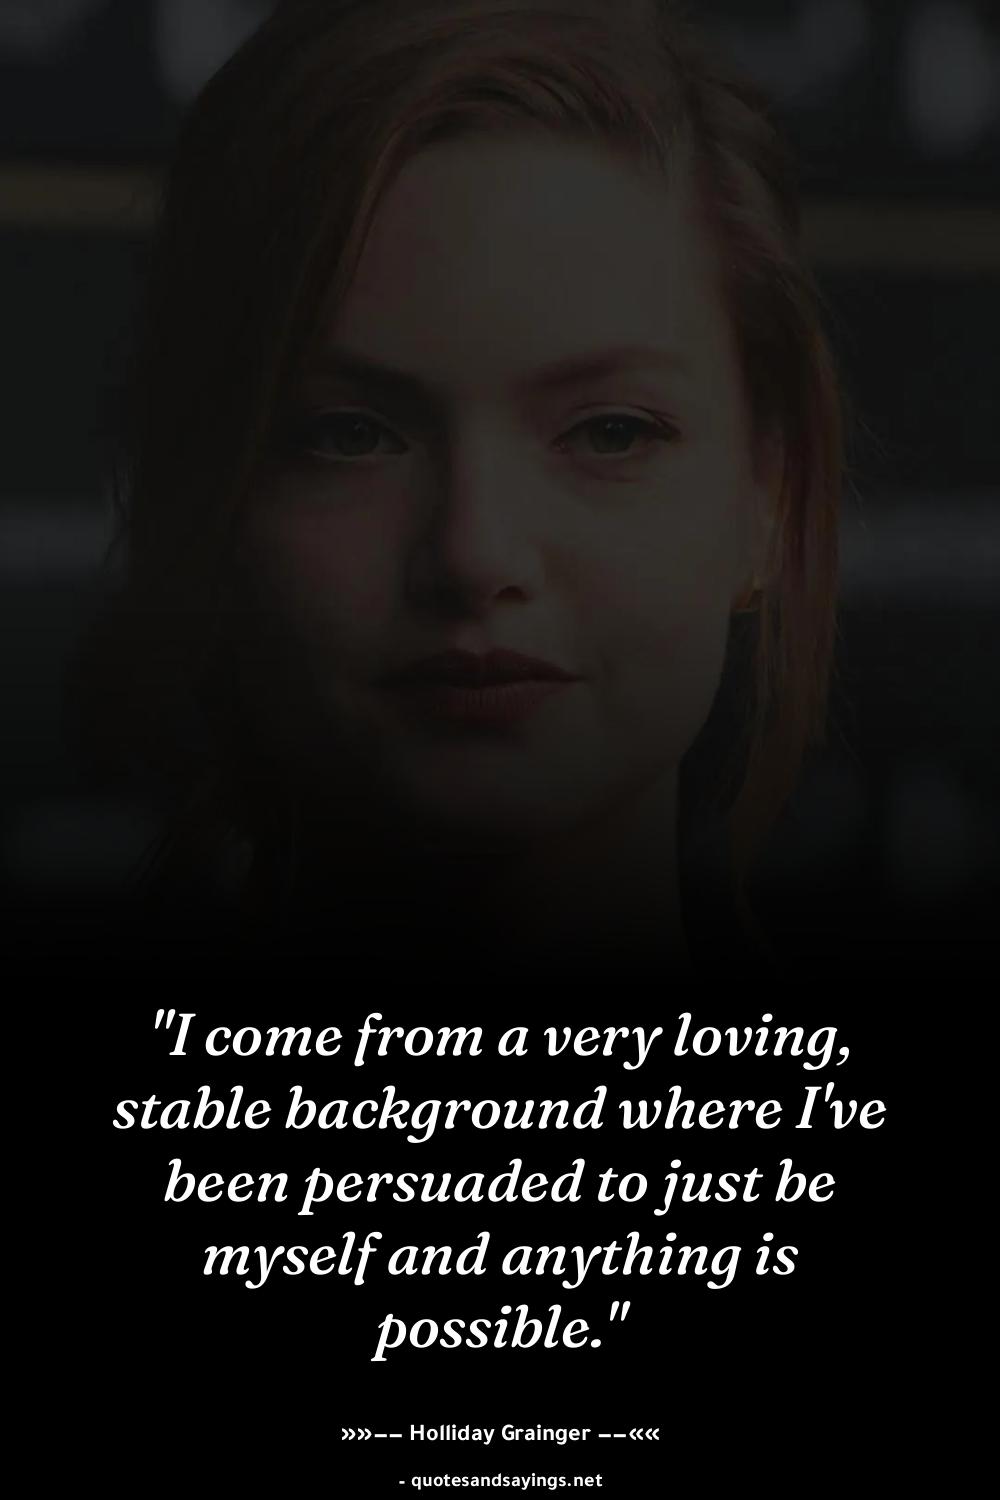 "I come from a very loving,
stable background where I've
been persuaded to just be
myself and anything is
possible."
»»–– Holliday Grainger ––««
- quotesandsayings.net